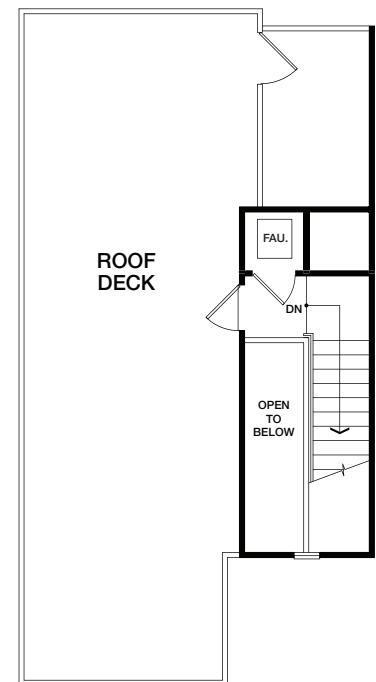 FAU.
ROOF
DECK
DN
OPEN
TO
BELOW